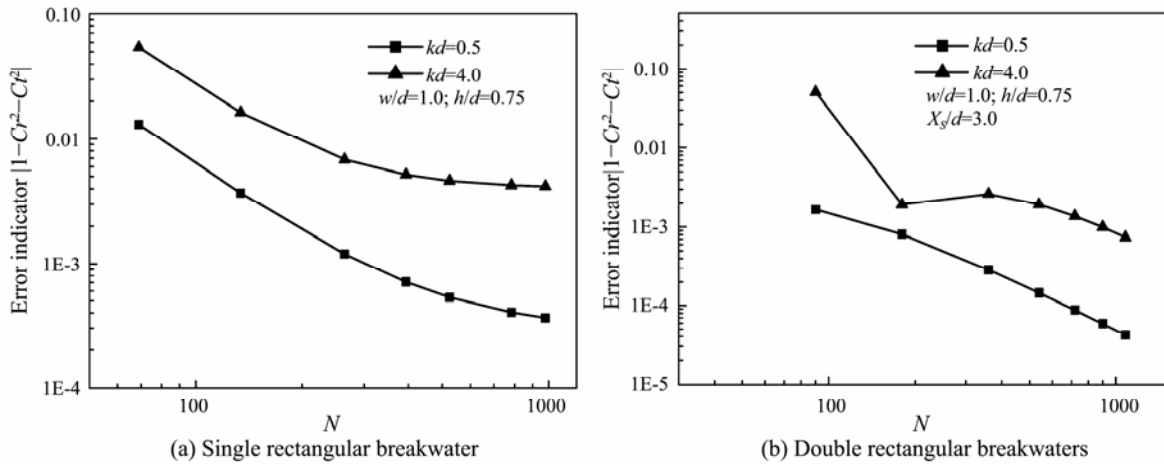 0.10
0.01
1E-3
1E-4
Error indicator |1−Cr²−Ct²|
kd=0.5
kd=4.0
w/d=1.0; h/d=0.75
100
1000
N
(a) Single rectangular breakwater
0.10
0.01
1E-3
1E-4
1E-5
Error indicator|1−Cr²−Ct²|
kd=0.5
kd=4.0
w/d=1.0; h/d=0.75
Xs/d=3.0
100
1000
N
(b) Double rectangular breakwaters